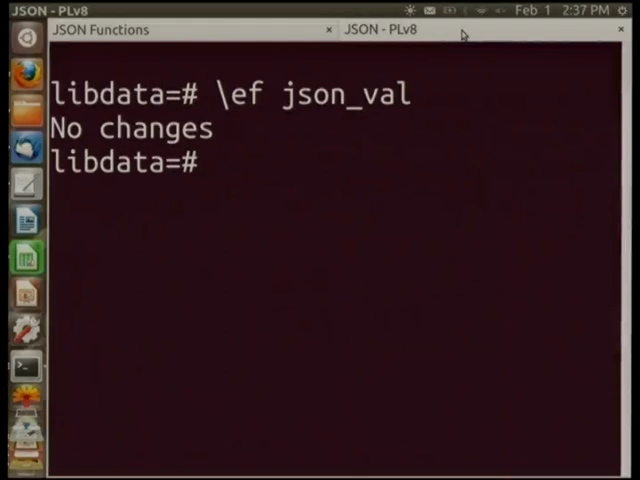 JSON - PLv8
Feb 1 2:37 PM
JSON Functions × JSON - PLv8 ×
libdata=# \ef json_val
No changes
libdata=#